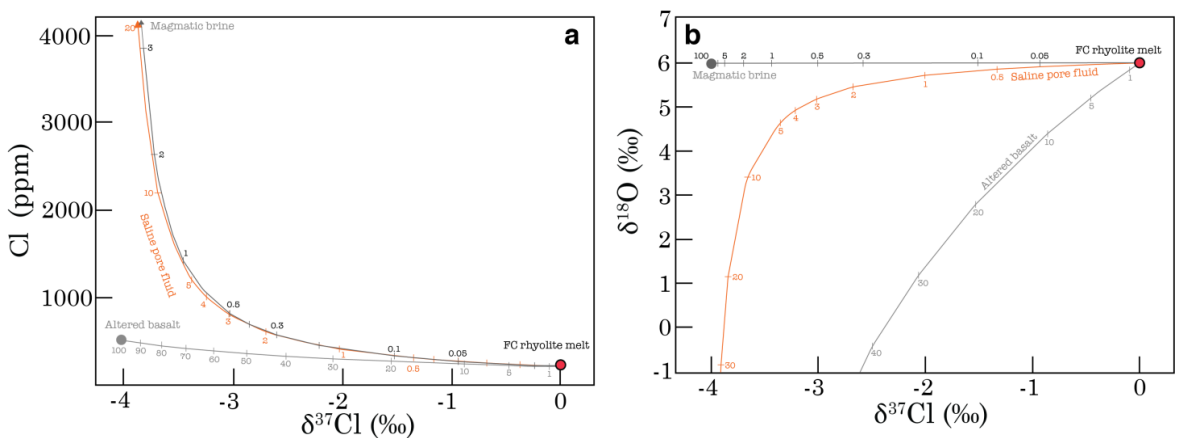 a
4000
3000
2000
1000
Cl (ppm)
20
Magmatic brine
3
2
10
1
Saline pore fluid
5
4
0.5
3
0.3
2
0.1
1
0.05
0.5
Altered basalt
100 90 80 70 60 50 40 30 20 10 5 1
FC rhyolite melt
-4 -3 -2 -1 0
δ³⁷Cl (‰)
b
7
6
5
4
3
2
1
0
-1
δ¹⁸O (‰)
100 5 2 1 0.5 0.3 0.1 0.05
Magmatic brine
FC rhyolite melt
Saline pore fluid
0.5
1
2
3
4
5
10
20
30
Altered basalt
1
5
10
20
30
40
-4 -3 -2 -1 0
δ³⁷Cl (‰)